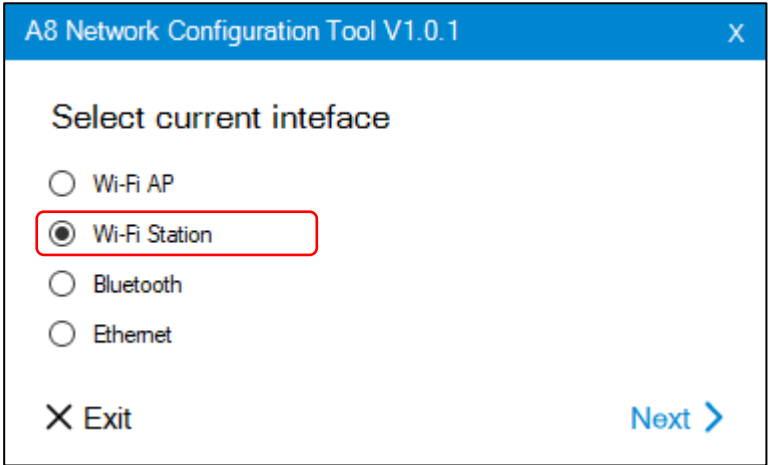 A8 Network Configuration Tool V1.0.1 X
Select current inteface
Wi-Fi AP
Wi-Fi Station
Bluetooth
Ethernet
Exit Next